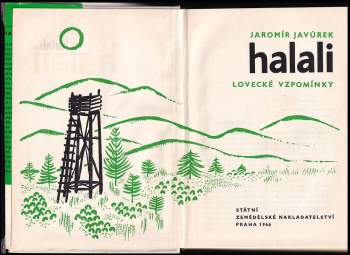 JAROMÍR JAVŮREK
halali
LOVECKÉ VZPOMÍNKY
STÁTNÍ
ZEMĚDĚLSKÉ NAKLADATELSTVÍ
PRAHA 1966